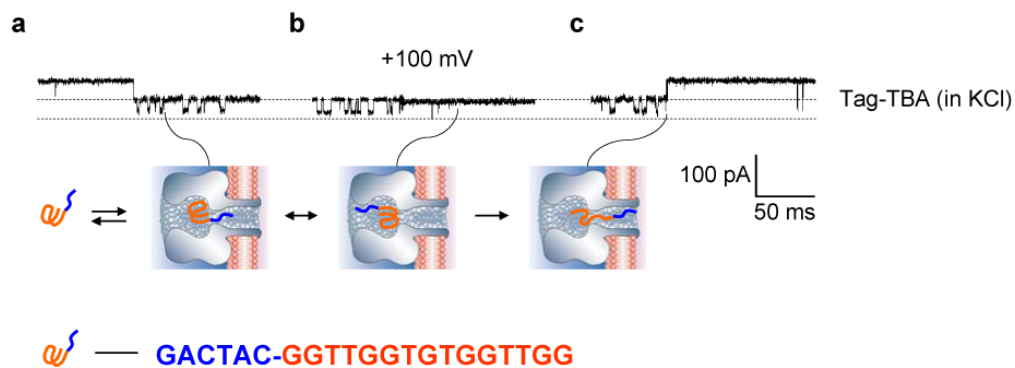 a
b
c
+100 mV
Tag-TBA (in KCl)
100 pA
50 ms
GACTAC-GGTTGGTGTGGTTGG